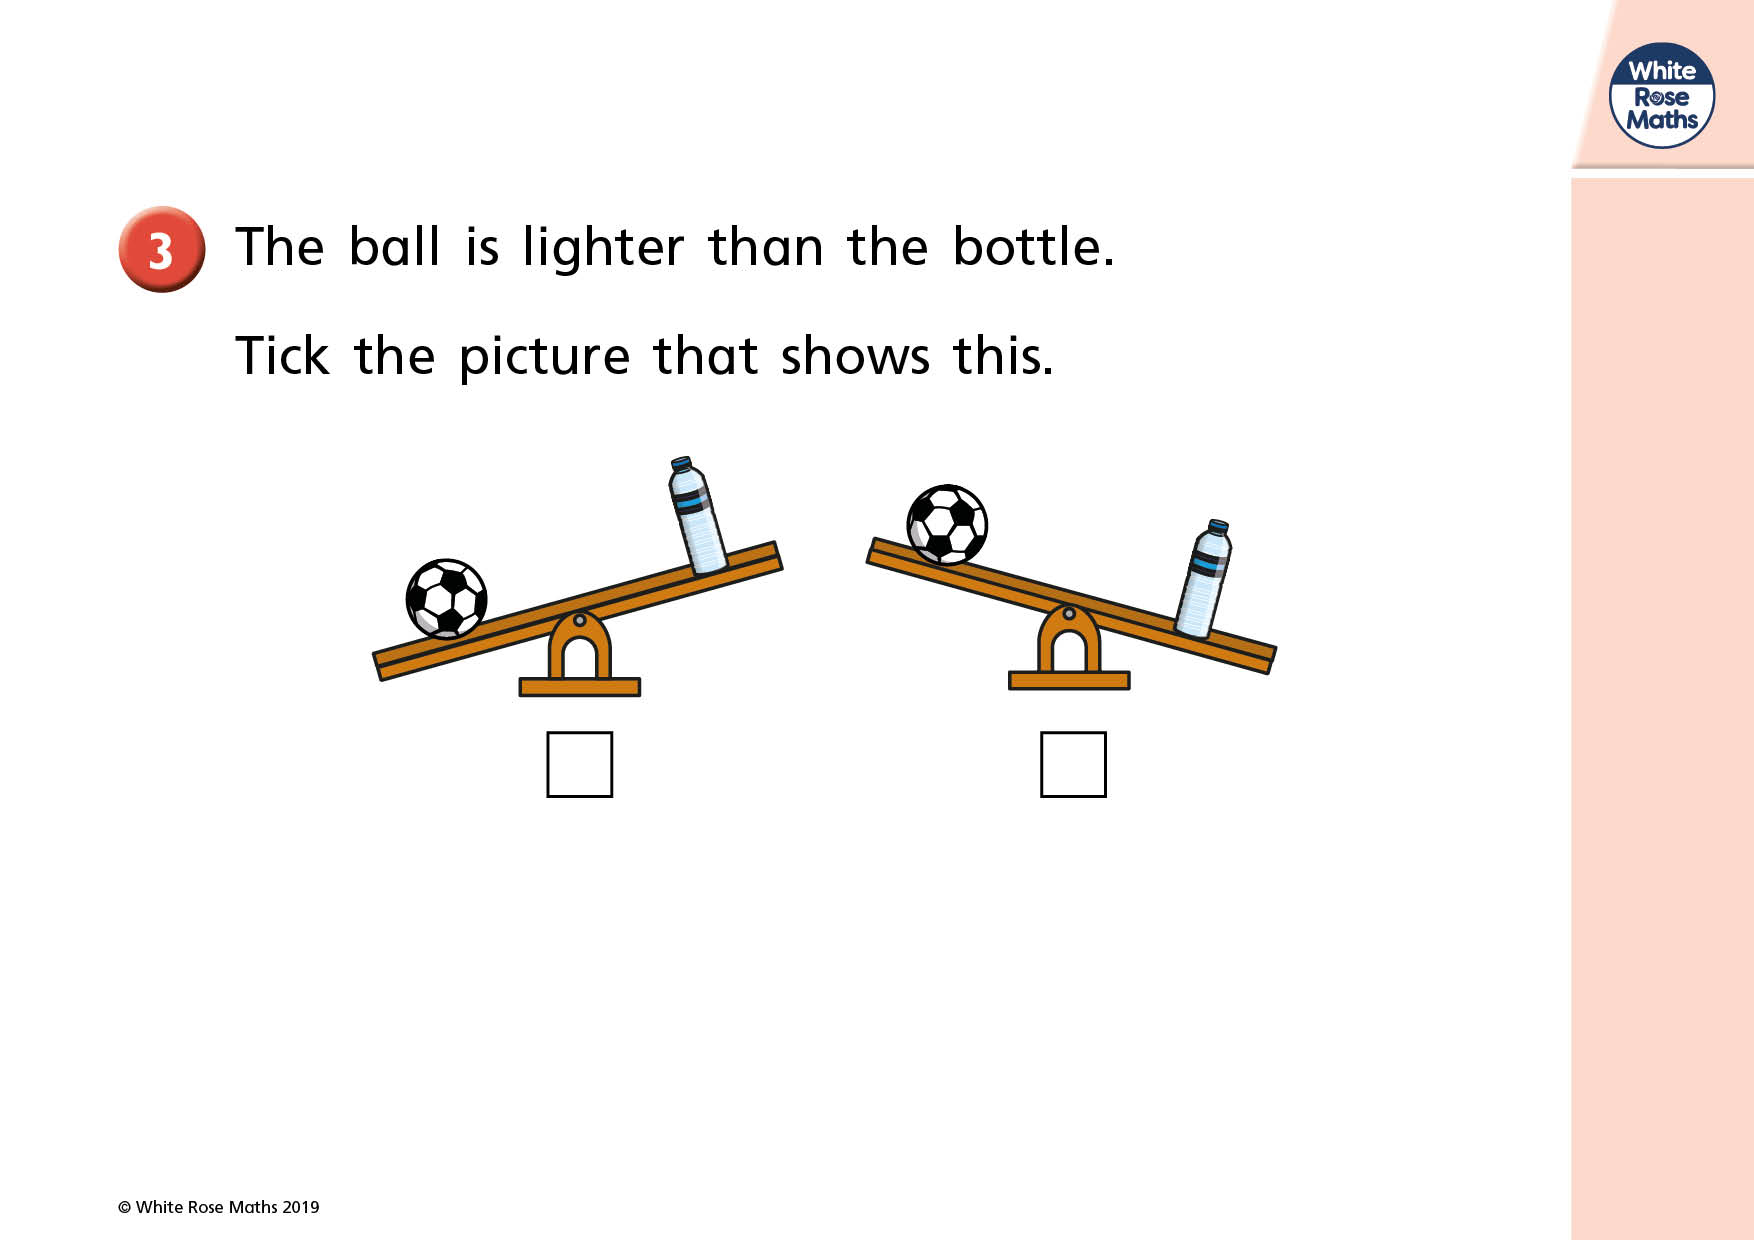 White
Rose
Maths
3 The ball is lighter than the bottle.
Tick the picture that shows this.
© White Rose Maths 2019